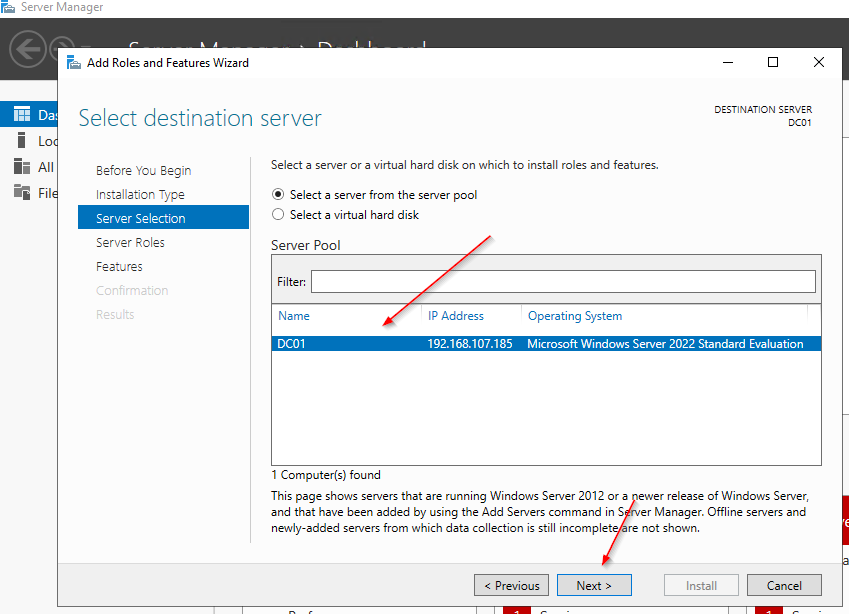 Server Manager
Server Manager › Dashboard
Add Roles and Features Wizard
Select destination server
DESTINATION SERVER
DC01
Before You Begin
Installation Type
Server Selection
Server Roles
Features
Confirmation
Results
Select a server or a virtual hard disk on which to install roles and features.
Select a server from the server pool
Select a virtual hard disk
Server Pool
Filter:
Name IP Address Operating System
DC01 192.168.107.185 Microsoft Windows Server 2022 Standard Evaluation
1 Computer(s) found
This page shows servers that are running Windows Server 2012 or a newer release of Windows Server,
and that have been added by using the Add Servers command in Server Manager. Offline servers and
newly-added servers from which data collection is still incomplete are not shown.
< Previous Next > Install Cancel
Das
Loc
All
File
1
1